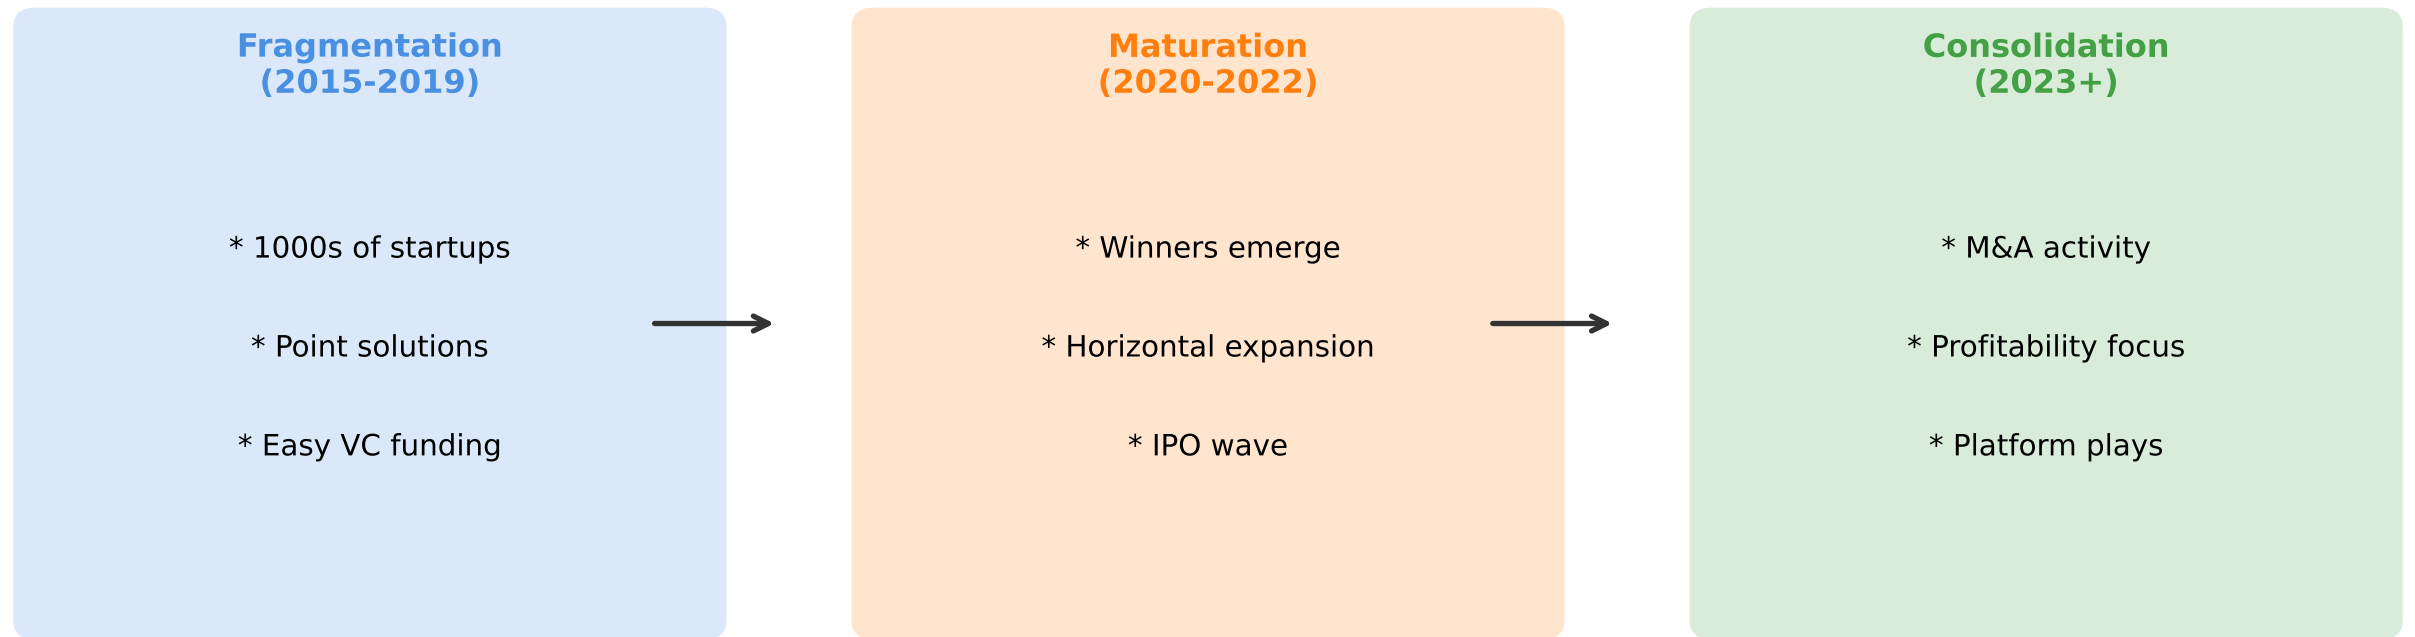 Fragmentation
(2015-2019)
* 1000s of startups
* Point solutions
* Easy VC funding
Maturation
(2020-2022)
* Winners emerge
* Horizontal expansion
* IPO wave
Consolidation
(2023+)
* M&A activity
* Profitability focus
* Platform plays